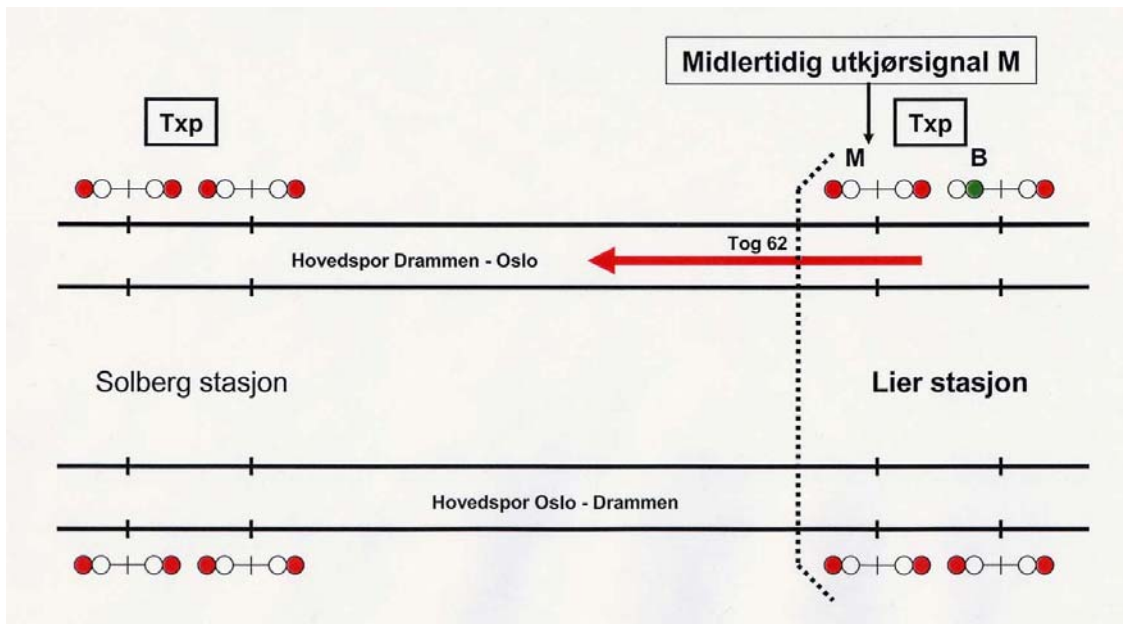 Midlertidig utkjørsignal M
Txp
Txp
M
B
Tog 62
Hovedspor Drammen - Oslo
Solberg stasjon
Lier stasjon
Hovedspor Oslo - Drammen